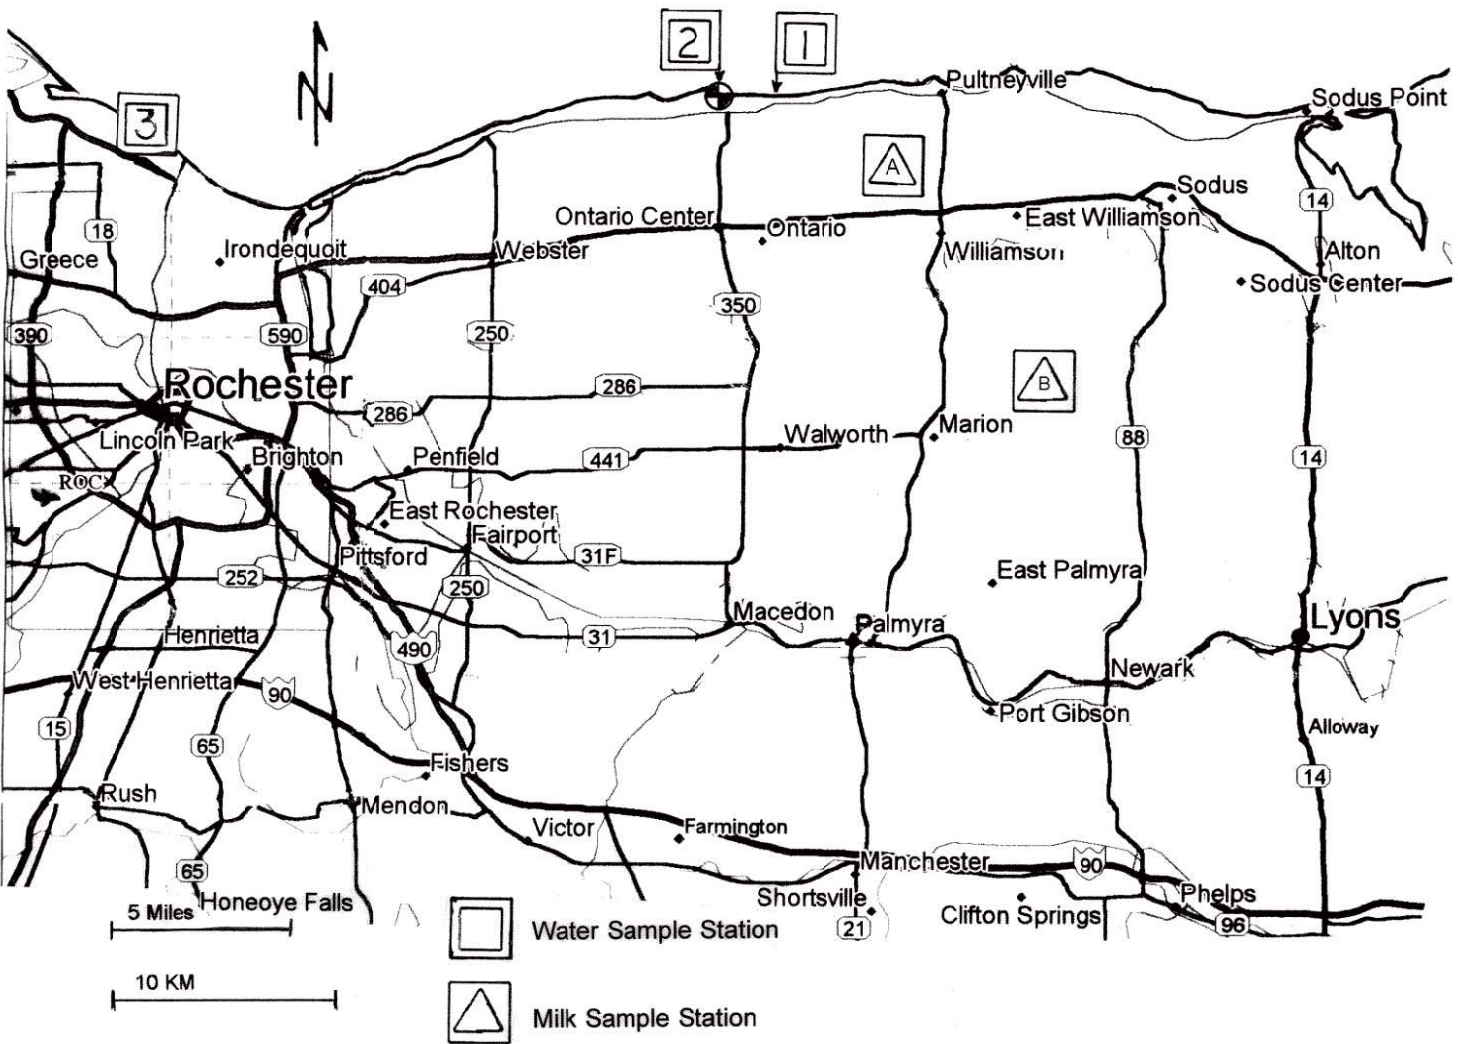 2
1
N
Pultneyville
Sodus Point
3
A
Sodus
14
18
Ontario Center
Ontario
East Williamson
Greece
Irondequoit
Webster
Williamson
Alton
404
Sodus Center
350
390
590
250
B
Rochester
286
286
Lincoln Park
Walworth
Marion
88
Brighton
Penfield
441
14
ROC
East Rochester
Fairport
Pittsford
31F
252
250
East Palmyra
Macedon
Palmyra
Lyons
Henrietta
490
31
West Henrietta
90
Newark
15
65
Port Gibson
Alloway
Fishers
14
Rush
Mendon
Victor
Farmington
Manchester
90
65
Shortsville
Phelps
Honeoye Falls
5 Miles
Clifton Springs
21
96
Water Sample Station
10 KM
Milk Sample Station